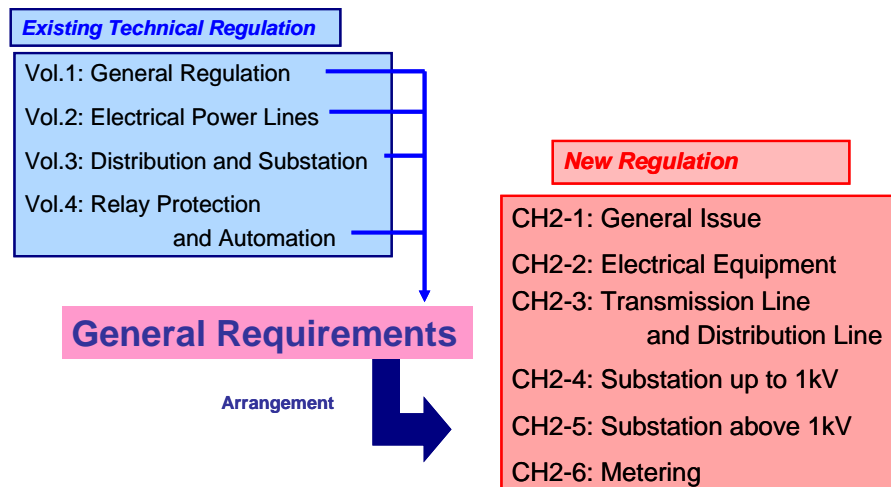 Existing Technical Regulation
Vol.1: General Regulation
Vol.2: Electrical Power Lines
Vol.3: Distribution and Substation
Vol.4: Relay Protection
and Automation
General Requirements
Arrangement
New Regulation
CH2-1: General Issue
CH2-2: Electrical Equipment
CH2-3: Transmission Line
and Distribution Line
CH2-4: Substation up to 1kV
CH2-5: Substation above 1kV
CH2-6: Metering